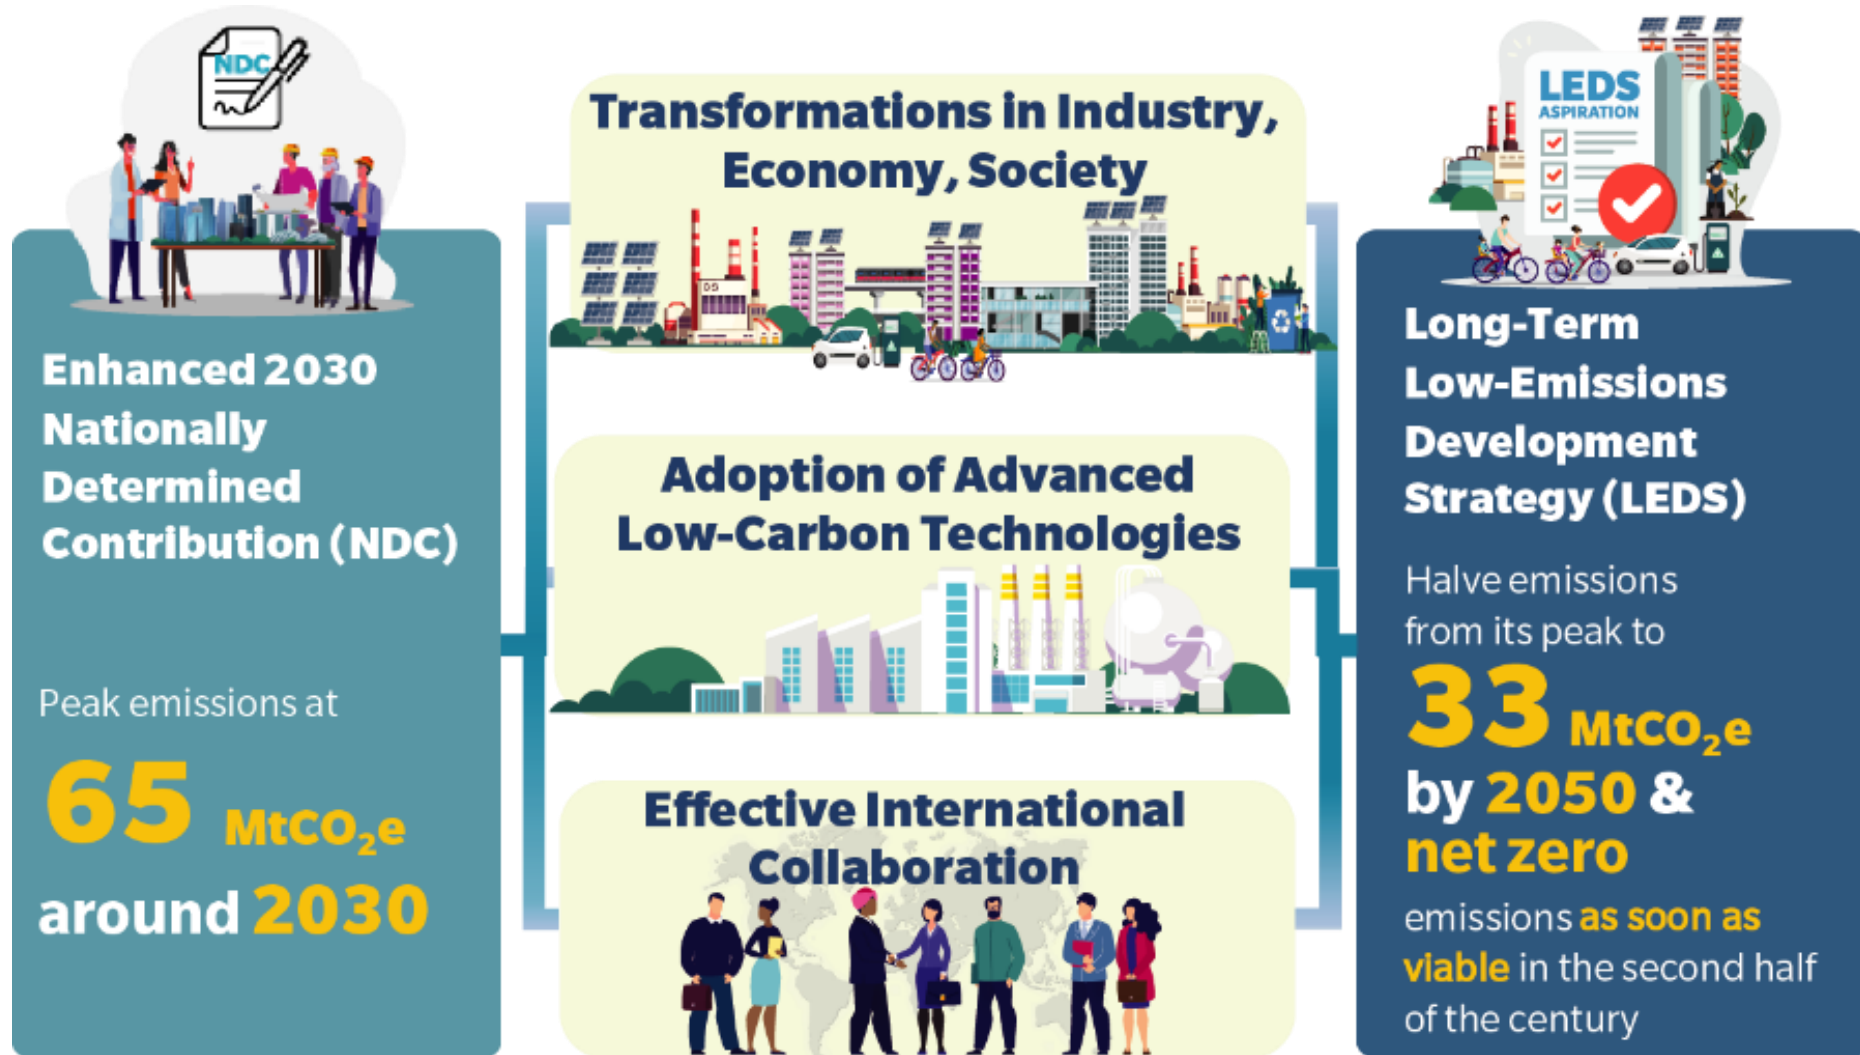 NDC
Enhanced 2030
Nationally
Determined
Contribution (NDC)
Peak emissions at
65 MtCO₂e
around 2030
Transformations in Industry,
Economy, Society
DS
Adoption of Advanced
Low-Carbon Technologies
Effective International
Collaboration
LEDS
ASPIRATION
Long-Term
Low-Emissions
Development
Strategy (LEDS)
Halve emissions
from its peak to
33 MtCO₂e
by 2050 &
net zero
emissions as soon as
viable in the second half
of the century